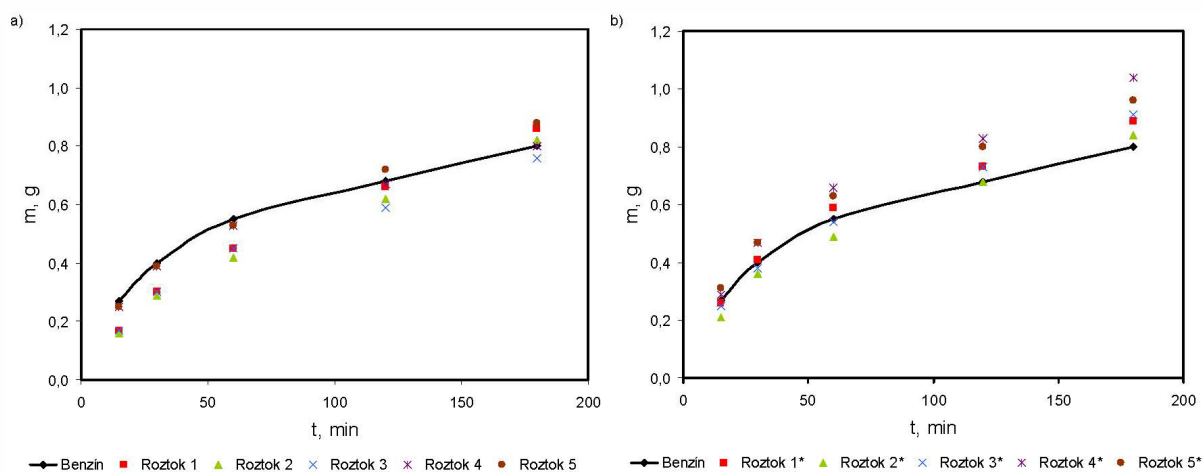 a)
1,2
1,0
0,8
0,6
0,4
0,2
0,0
m, g
0
50
100
150
200
t, min
Benzín
Roztok 1
Roztok 2
Roztok 3
Roztok 4
Roztok 5
b)
1,2
1,0
0,8
0,6
0,4
0,2
0,0
m, g
0
50
100
150
200
t, min
Benzín
Roztok 1*
Roztok 2*
Roztok 3*
Roztok 4*
Roztok 5*